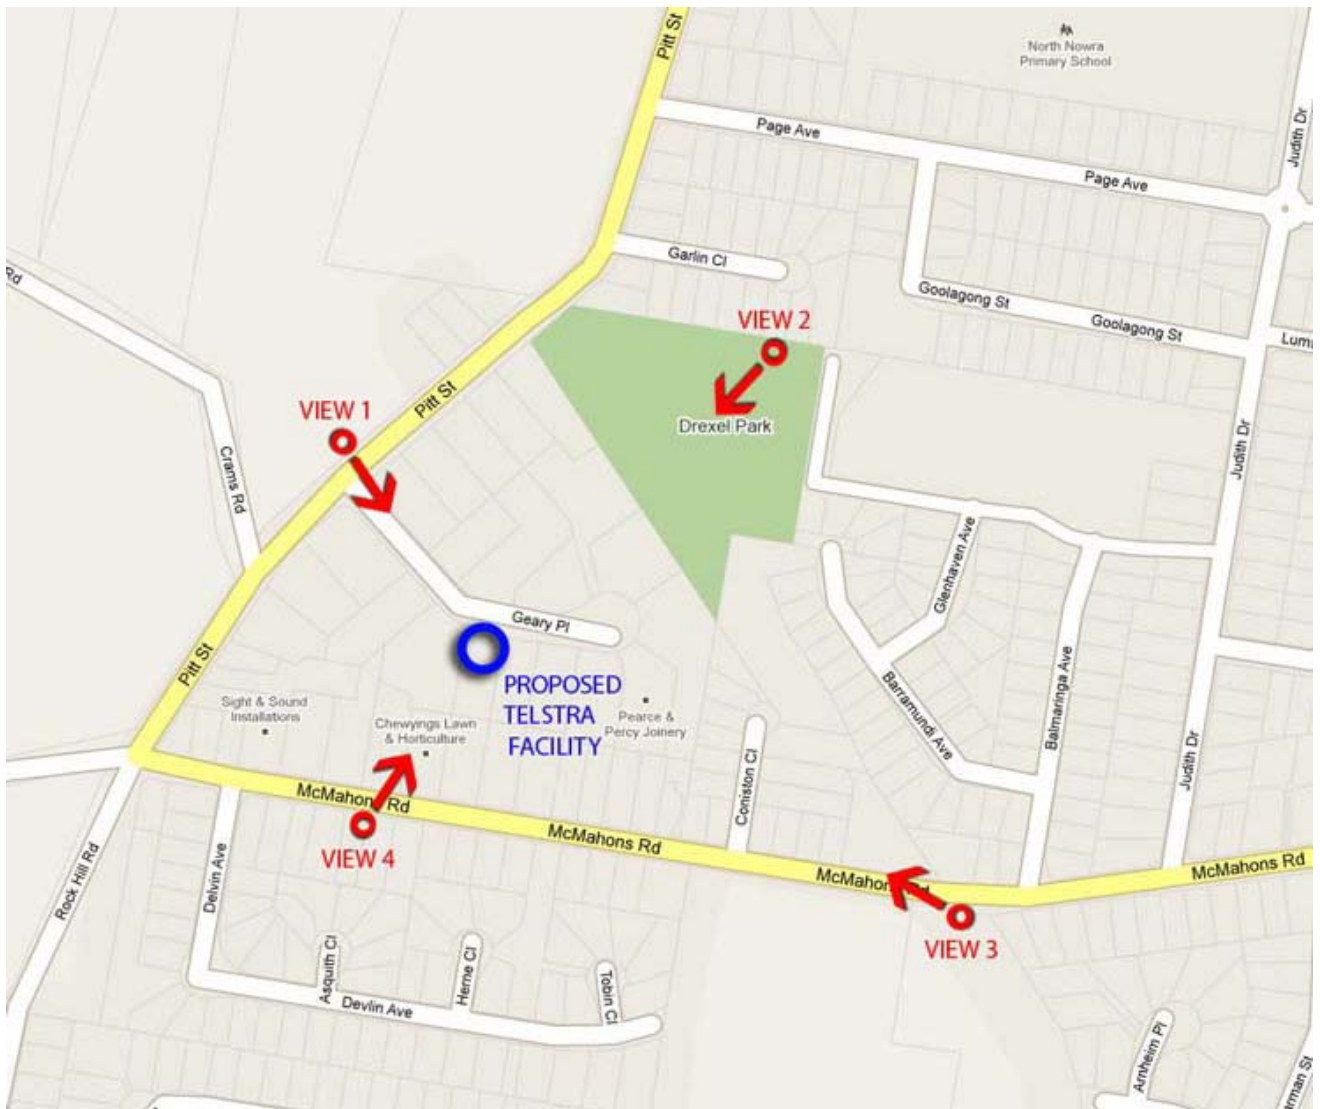 Pitt St
North Nowra
Primary School
Judith Dr
Page Ave
Page Ave
Garlin Cl
Rd
Goolagong St
Goolagong St
VIEW 2
VIEW 1
Pitt St
Drexel Park
Judith Dr
Crams Rd
Glenhaven Ave
Geary Pl
Pitt St
PROPOSED
TELSTRA
FACILITY
Sight & Sound
Installations
Chewyings Lawn
& Horticulture
Pearce &
Percy Joinery
Barramundi Ave
Balmaringa Ave
Judith Dr
Coniston Cl
McMahons Rd
McMahons Rd
McMahons Rd
McMahons Rd
VIEW 4
Rock Hill Rd
Delvin Ave
VIEW 3
Asquith Cl
Herne Cl
Tobin Cl
Devlin Ave
Arnheim Pl